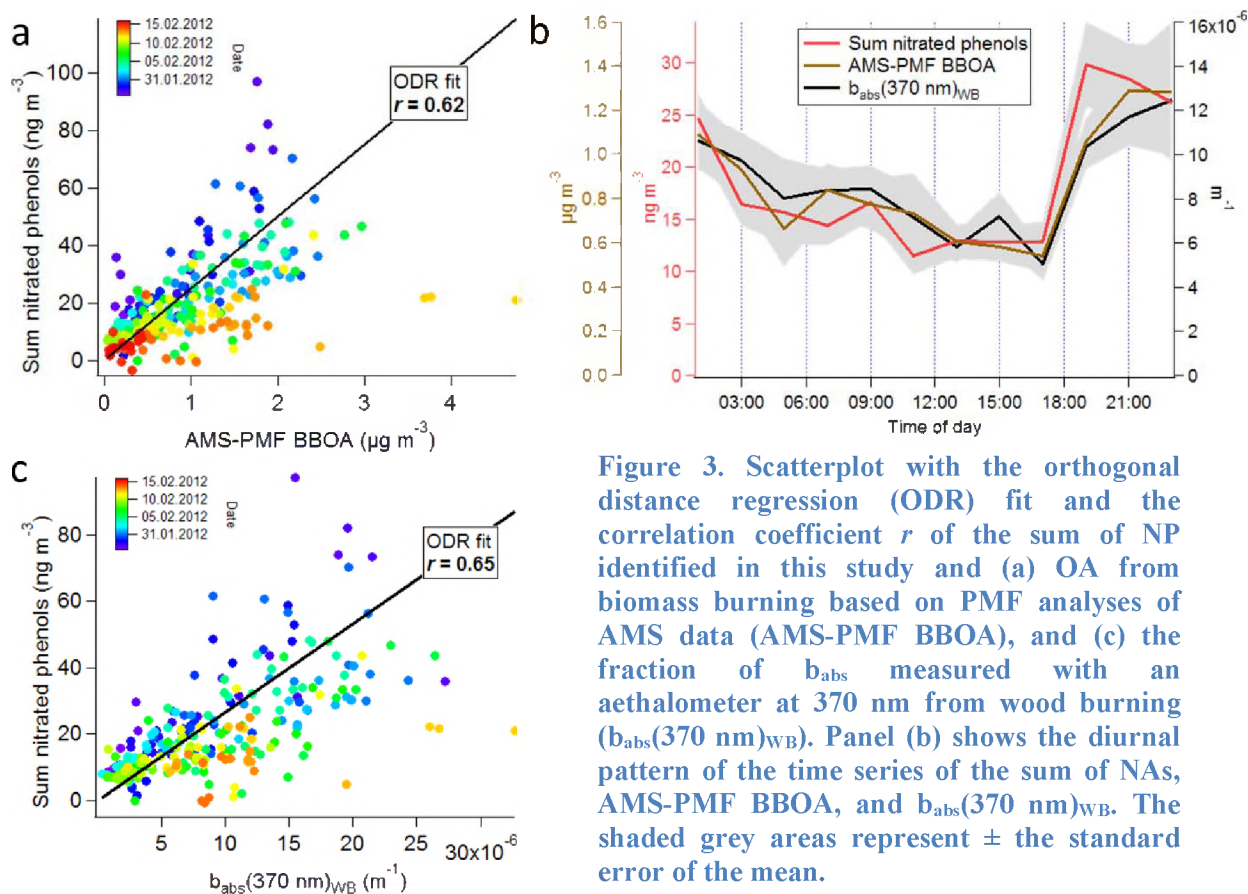 a
15.02.2012
10.02.2012
05.02.2012
31.01.2012
Date
ODR fit
r = 0.62
Sum nitrated phenols (ng m⁻³)
100
80
60
40
20
0
0
1
2
3
4
AMS-PMF BBOA (µg m⁻³)
b
Sum nitrated phenols
AMS-PMF BBOA
b_abs(370 nm)_WB
µg m⁻³
1.6
1.4
1.2
1.0
0.8
0.6
0.4
0.2
0.0
ng m⁻³
30
25
20
15
10
5
0
16x10⁻⁶
14
12
10
8
6
4
2
0
m⁻¹
03:00
06:00
09:00
12:00
15:00
18:00
21:00
Time of day
c
15.02.2012
10.02.2012
05.02.2012
31.01.2012
Date
ODR fit
r = 0.65
Sum nitrated phenols (ng m⁻³)
80
60
40
20
0
5
10
15
20
25
30x10⁻⁶
b_abs(370 nm)_WB (m⁻¹)
Figure 3. Scatterplot with the orthogonal
distance regression (ODR) fit and the
correlation coefficient r of the sum of NP
identified in this study and (a) OA from
biomass burning based on PMF analyses of
AMS data (AMS-PMF BBOA), and (c) the
fraction of b_abs measured with an
aethalometer at 370 nm from wood burning
(b_abs(370 nm)_WB). Panel (b) shows the diurnal
pattern of the time series of the sum of NAs,
AMS-PMF BBOA, and b_abs(370 nm)_WB. The
shaded grey areas represent ± the standard
error of the mean.